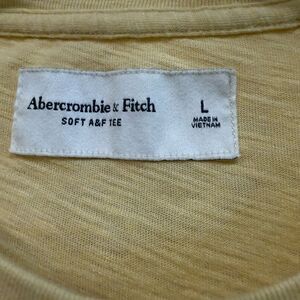 Abercrombie & Fitch
SOFT A&F TEE
L
MADE IN
VIETNAM